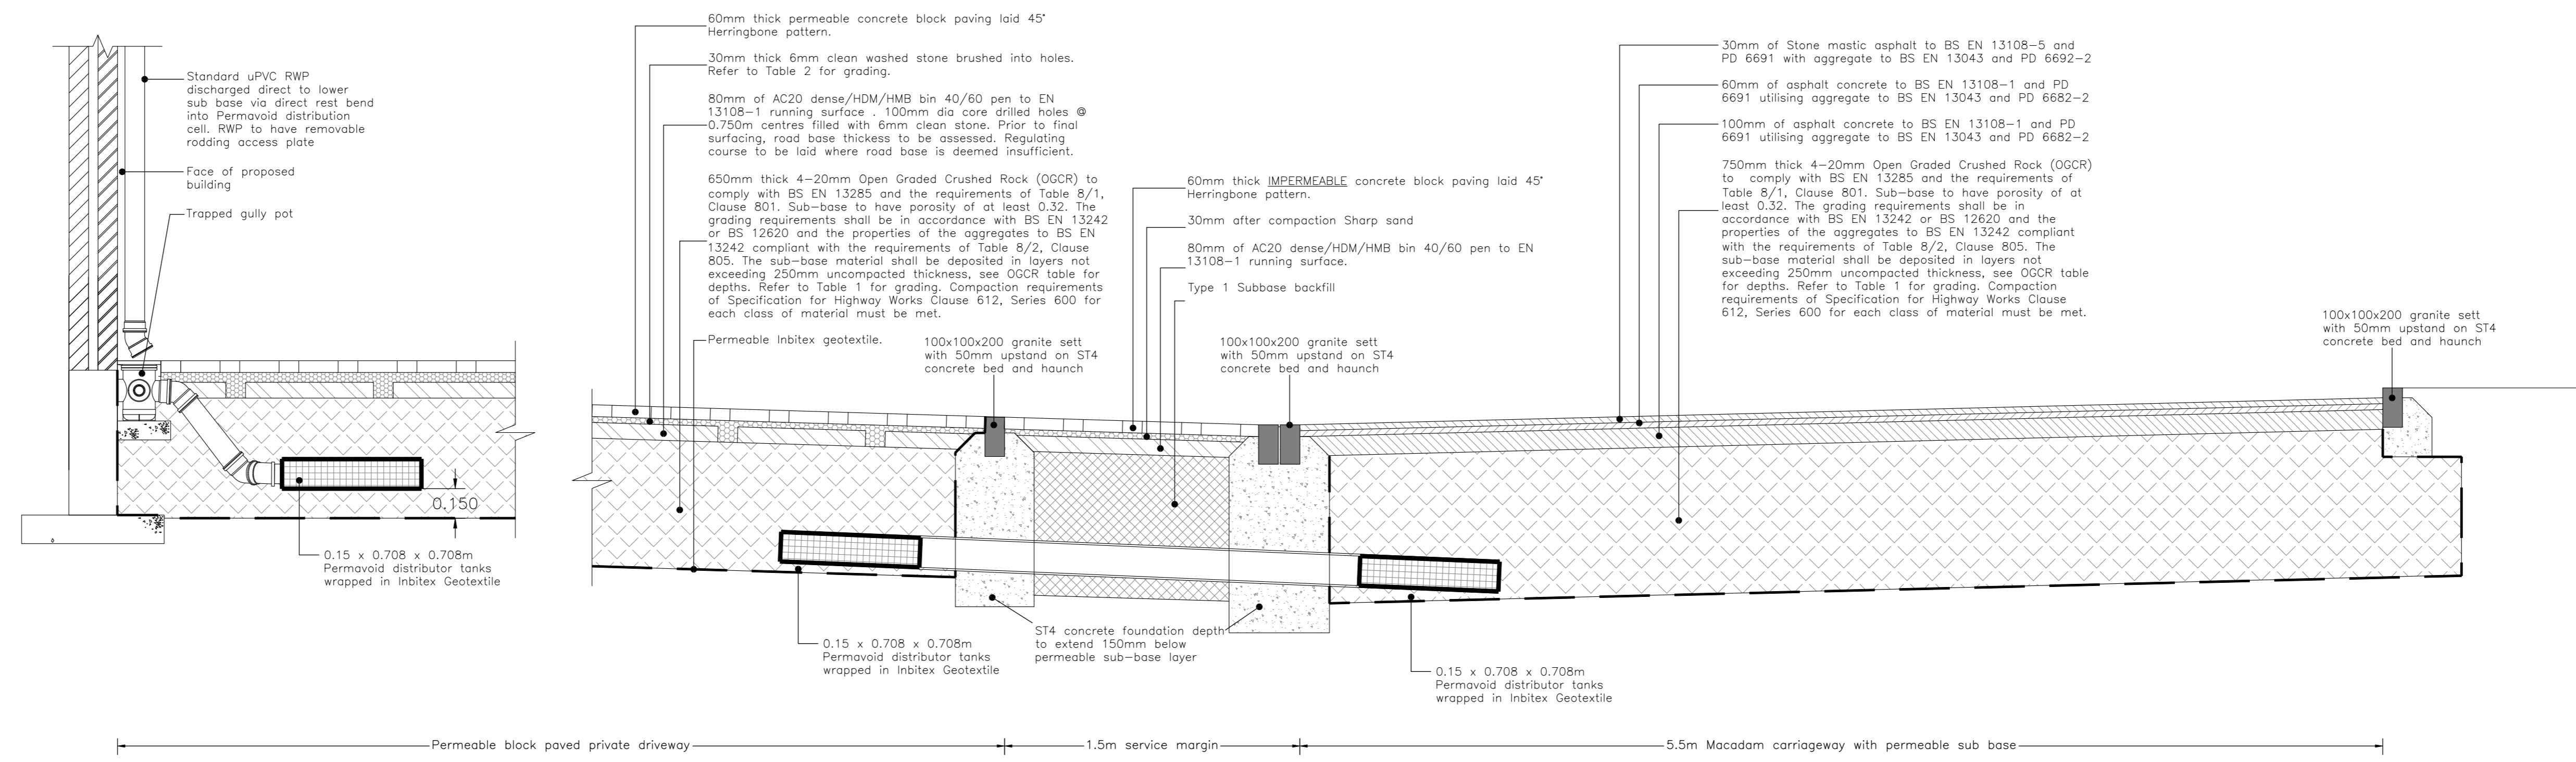 Standard uPVC RWP
discharged direct to lower
sub base via direct rest bend
into Permavoid distribution
cell. RWP to have removable
rodding access plate
Face of proposed
building
Trapped gully pot
0.150
0.15 x 0.708 x 0.708m
Permavoid distributor tanks
wrapped in Inbitex Geotextile
60mm thick permeable concrete block paving laid 45°
Herringbone pattern.
30mm thick 6mm clean washed stone brushed into holes.
Refer to Table 2 for grading.
80mm of AC20 dense/HDM/HMB bin 40/60 pen to EN
13108-1 running surface . 100mm dia core drilled holes @
0.750m centres filled with 6mm clean stone. Prior to final
surfacing, road base thickess to be assessed. Regulating
course to be laid where road base is deemed insufficient.
650mm thick 4-20mm Open Graded Crushed Rock (OGCR) to
comply with BS EN 13285 and the requirements of Table 8/1,
Clause 801. Sub-base to have porosity of at least 0.32. The
grading requirements shall be in accordance with BS EN 13242
or BS 12620 and the properties of the aggregates to BS EN
13242 compliant with the requirements of Table 8/2, Clause
805. The sub-base material shall be deposited in layers not
exceeding 250mm uncompacted thickness, see OGCR table for
depths. Refer to Table 1 for grading. Compaction requirements
of Specification for Highway Works Clause 612, Series 600 for
each class of material must be met.
Permeable Inbitex geotextile.
100x100x200 granite sett
with 50mm upstand on ST4
concrete bed and haunch
0.15 x 0.708 x 0.708m
Permavoid distributor tanks
wrapped in Inbitex Geotextile
60mm thick IMPERMEABLE concrete block paving laid 45°
Herringbone pattern.
30mm after compaction Sharp sand
80mm of AC20 dense/HDM/HMB bin 40/60 pen to EN
13108-1 running surface.
Type 1 Subbase backfill
100x100x200 granite sett
with 50mm upstand on ST4
concrete bed and haunch
ST4 concrete foundation depth
to extend 150mm below
permeable sub-base layer
30mm of Stone mastic asphalt to BS EN 13108-5 and
PD 6691 with aggregate to BS EN 13043 and PD 6692-2
60mm of asphalt concrete to BS EN 13108-1 and PD
6691 utilising aggregate to BS EN 13043 and PD 6682-2
100mm of asphalt concrete to BS EN 13108-1 and PD
6691 utilising aggregate to BS EN 13043 and PD 6682-2
750mm thick 4-20mm Open Graded Crushed Rock (OGCR)
to comply with BS EN 13285 and the requirements of
Table 8/1, Clause 801. Sub-base to have porosity of at
least 0.32. The grading requirements shall be in
accordance with BS EN 13242 or BS 12620 and the
properties of the aggregates to BS EN 13242 compliant
with the requirements of Table 8/2, Clause 805. The
sub-base material shall be deposited in layers not
exceeding 250mm uncompacted thickness, see OGCR table
for depths. Refer to Table 1 for grading. Compaction
requirements of Specification for Highway Works Clause
612, Series 600 for each class of material must be met.
100x100x200 granite sett
with 50mm upstand on ST4
concrete bed and haunch
0.15 x 0.708 x 0.708m
Permavoid distributor tanks
wrapped in Inbitex Geotextile
Permeable block paved private driveway
1.5m service margin
5.5m Macadam carriageway with permeable sub base